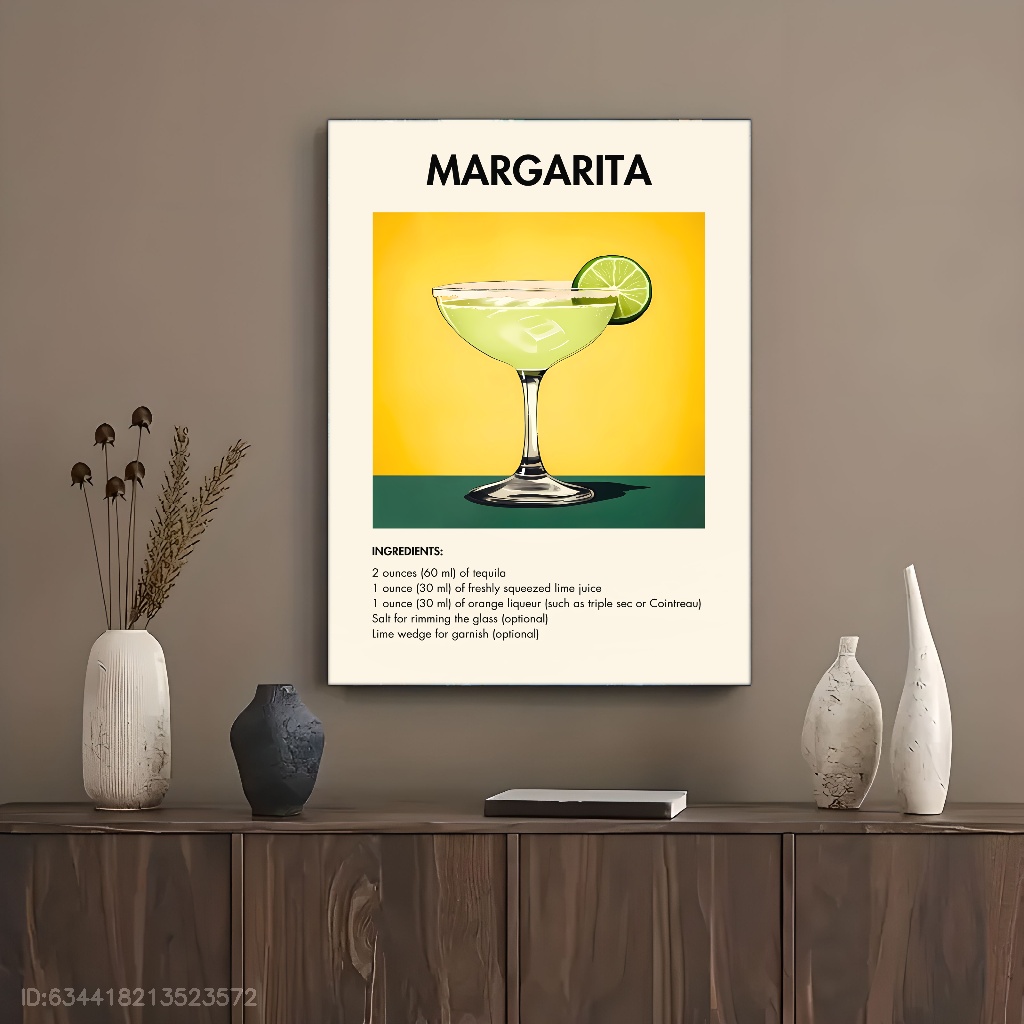 MARGARITA
INGREDIENTS:
2 ounces (60 ml) of tequila
1 ounce (30 ml) of freshly squeezed lime juice
1 ounce (30 ml) of orange liqueur (such as triple sec or Cointreau)
Salt for rimming the glass (optional)
Lime wedge for garnish (optional)
ID:634418213523572